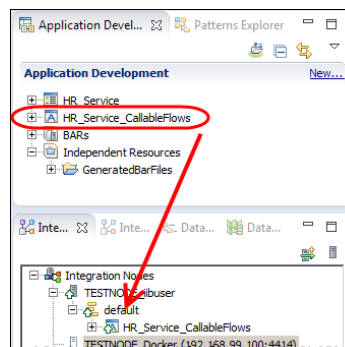 Application Devel...
Patterns Explorer
Application Development
New...
HR_Service
HR_Service_CallableFlows
BARs
Independent Resources
GeneratedBarFiles
Inte...
Inte...
Data...
Data...
Integration Nodes
TESTNODE_iibuser
default
HR_Service_CallableFlows
TESTNODE_Docker (192.168.99.100:4414)